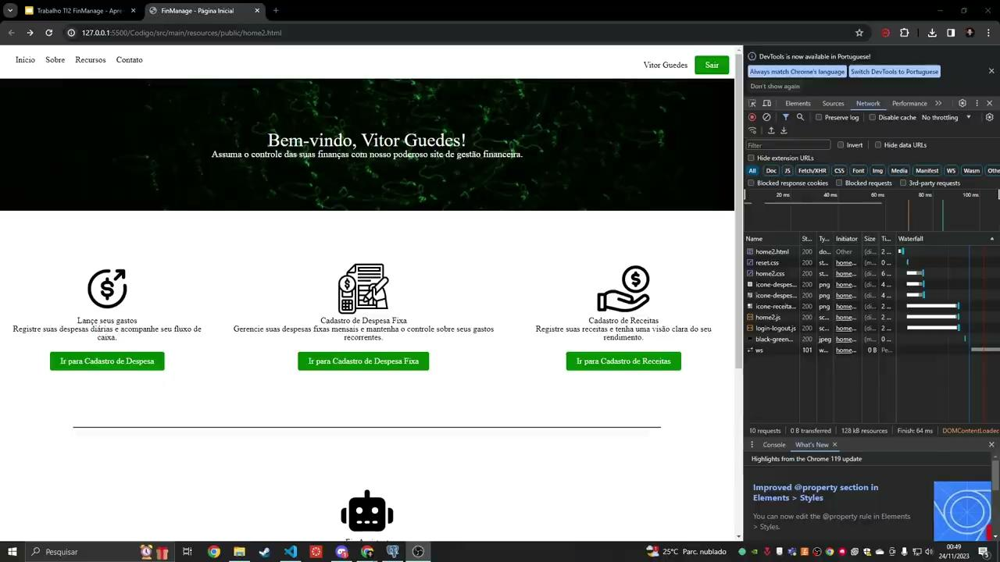 Trabalho TI2 FinManage - Apre
FinManage - Página Inicial
127.0.0.1:5500/Codigo/src/main/resources/public/home2.html
Início Sobre Recursos Contato
Vitor Guedes Sair
Bem-vindo, Vitor Guedes!
Assuma o controle das suas finanças com nosso poderoso site de gestão financeira.
Lançe seus gastos
Registre suas despesas diárias e acompanhe seu fluxo de
caixa.
Ir para Cadastro de Despesa
Cadastro de Despesa Fixa
Gerencie suas despesas fixas mensais e mantenha o controle sobre seus gastos
recorrentes.
Ir para Cadastro de Despesa Fixa
Cadastro de Receitas
Registre suas receitas e tenha uma visão clara do seu
rendimento.
Ir para Cadastro de Receitas
DevTools is now available in Portuguese!
Always match Chrome's language Switch DevTools to Portuguese
Don't show again
Elements Sources Network Performance
Preserve log Disable cache No throttling
Filter Invert Hide data URLs
Hide extension URLs
All Doc JS Fetch/XHR CSS Font Img Media Manifest WS Wasm Othe
Blocked response cookies Blocked requests 3rd-party requests
20 ms 40 ms 60 ms 80 ms 100 ms
Name St... Ty... Initiator Size Ti... Waterfall
home2.html 200 do... Other (di... 2 ...
reset.css 200 st... home... (m... 0 ...
home2.css 200 st... home... (di... 6 ...
icone-despes... 200 png home... (di... 4 ...
icone-despes... 200 png home... (di... 4 ...
icone-receita... 200 png home... (di... 2 ...
home2.js 200 sc... home... (di... 2 ...
login-logout.js 200 sc... home... (di... 2 ...
black-green... 200 jpeg home... (m... 0 ...
ws 101 w... home... 0 B Pe...
10 requests 0 B transferred 128 kB resources Finish: 64 ms DOMContentLoaded
Console What's New
Highlights from the Chrome 119 update
Improved @property section in
Elements > Styles
You can now edit the @property rule in Elements
> Styles.
Pesquisar
25°C Parc. nublado
00:49
24/11/2023